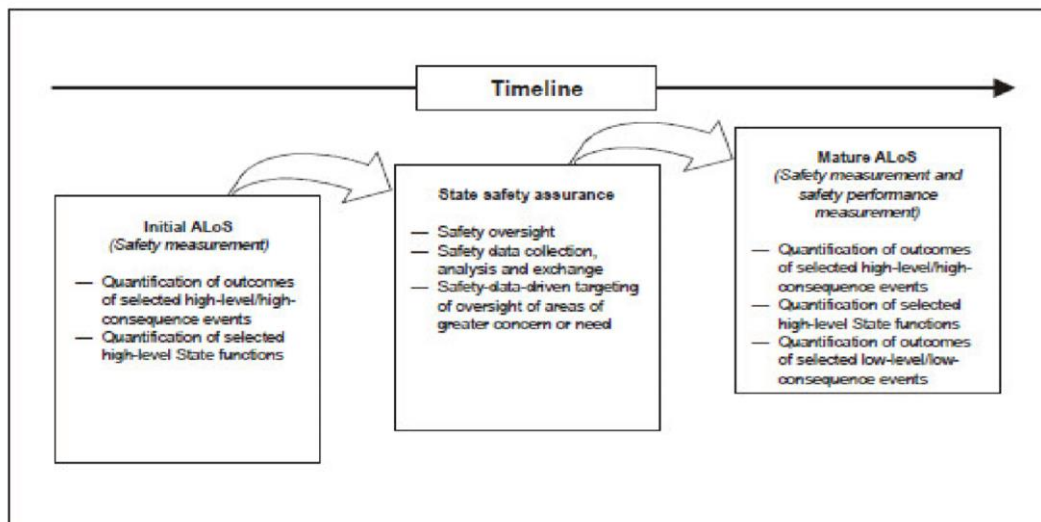 Timeline
Initial ALoS
(Safety measurement)
— Quantification of outcomes
of selected high-level/high-
consequence events
— Quantification of selected
high-level State functions
State safety assurance
— Safety oversight
— Safety data collection,
analysis and exchange
— Safety-data-driven targeting
of oversight of areas of
greater concern or need
Mature ALoS
(Safety measurement and
safety performance
measurement)
— Quantification of outcomes
of selected high-level/high-
consequence events
— Quantification of selected
high-level State functions
— Quantification of outcomes
of selected low-level/low-
consequence events